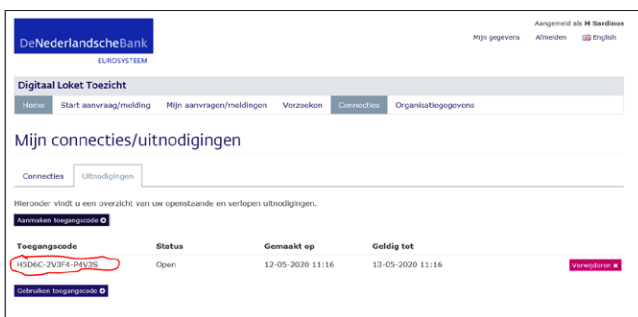 Aangemeld als M Sardinos
Mijn gegevens Afmelden English
DeNederlandscheBank
EUROSYSTEEM
Digitaal Loket Toezicht
Home Start aanvraag/melding Mijn aanvragen/meldingen Verzoeken Connecties Organisatiegegevens
Mijn connecties/uitnodigingen
Connecties Uitnodigingen
Hieronder vindt u een overzicht van uw openstaande en verlopen uitnodigingen.
Aanmaken toegangscode
Toegangscode Status Gemaakt op Geldig tot
H5D6C-2V3F4-P4V3S Open 12-05-2020 11:16 13-05-2020 11:16 Verwijderen
Gebruiken toegangscode